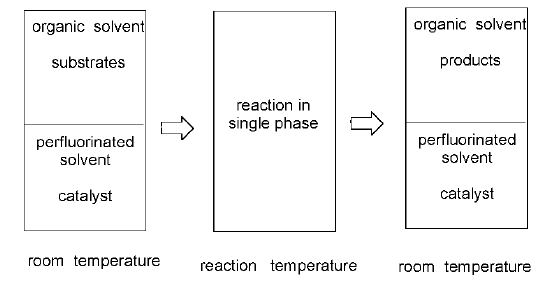 organic solvent
substrates
perfluorinated
solvent
catalyst
room temperature
reaction in
single phase
reaction temperature
organic solvent
products
perfluorinated
solvent
catalyst
room temperature